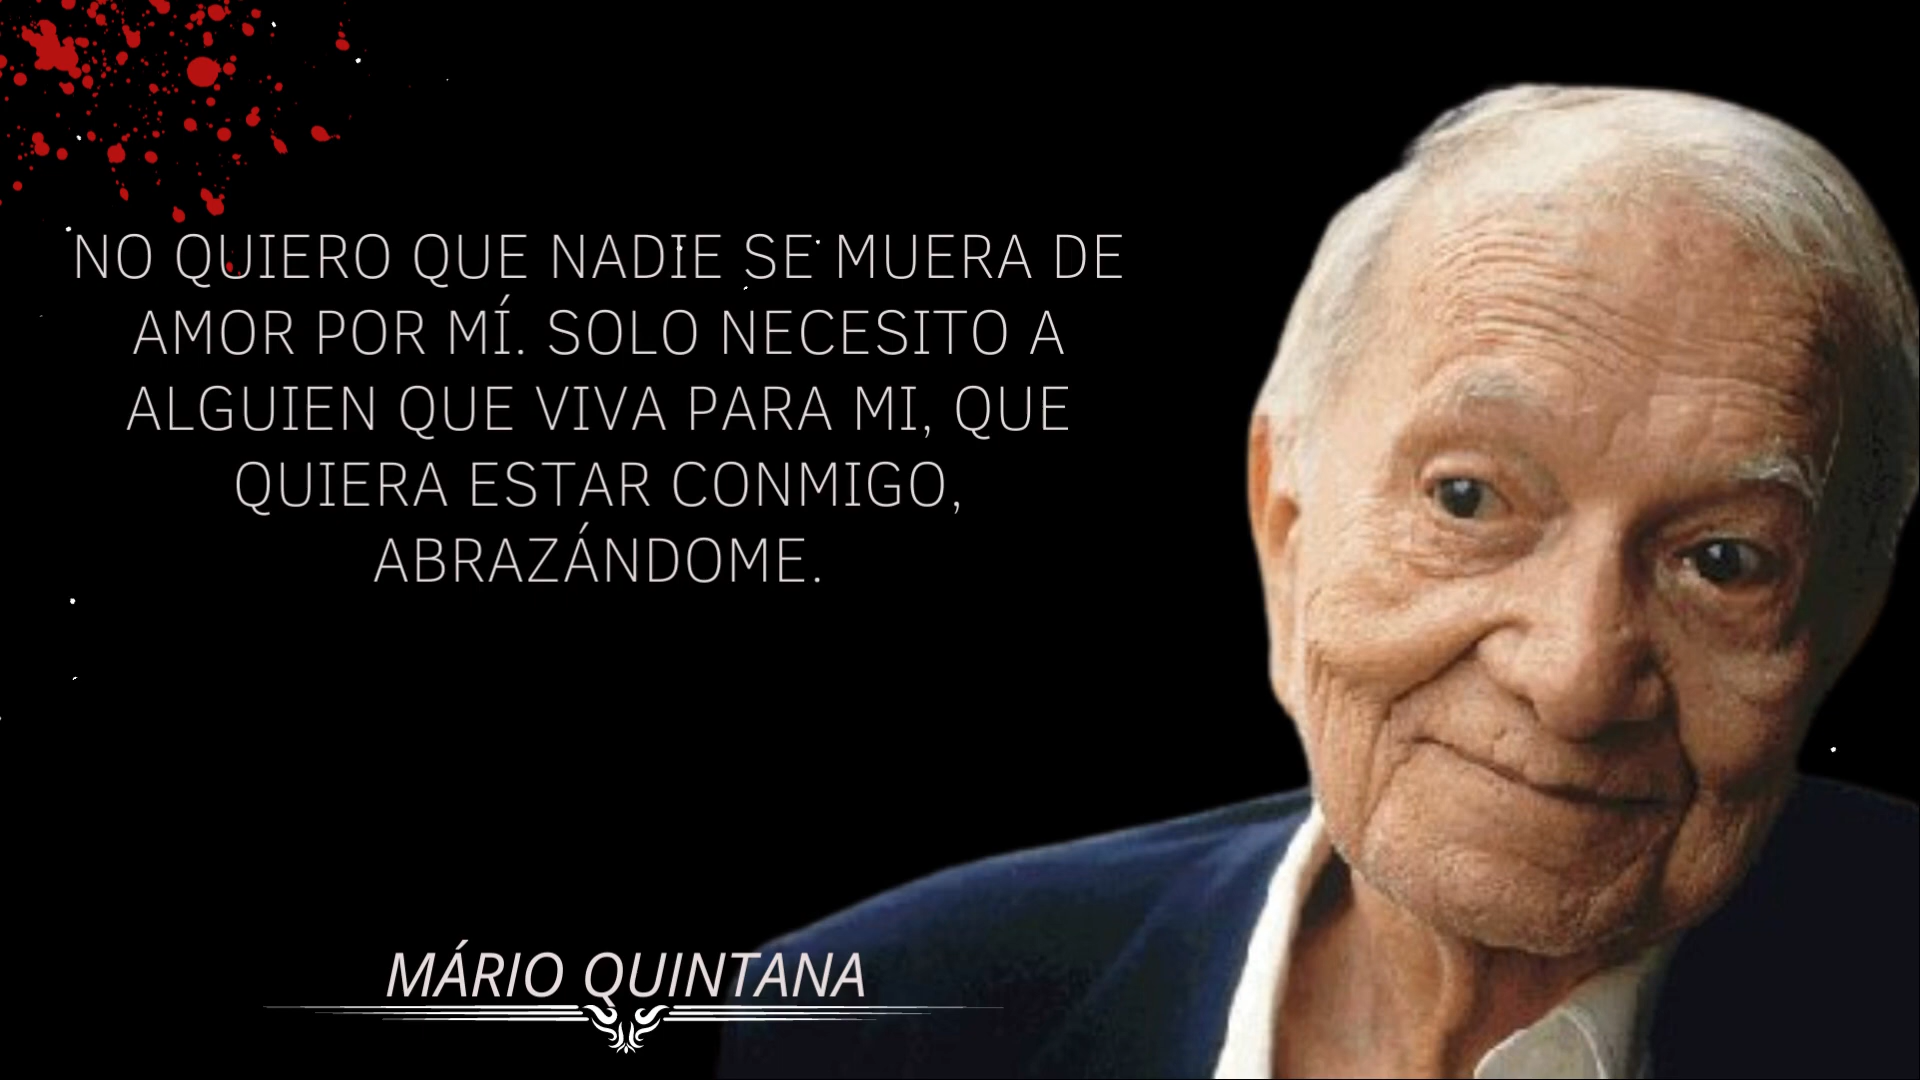 NO QUIERO QUE NADIE SE MUERA DE
AMOR POR MÍ. SOLO NECESITO A
ALGUIEN QUE VIVA PARA MI, QUE
QUIERA ESTAR CONMIGO,
ABRAZÁNDOME.
MÁRIO QUINTANA